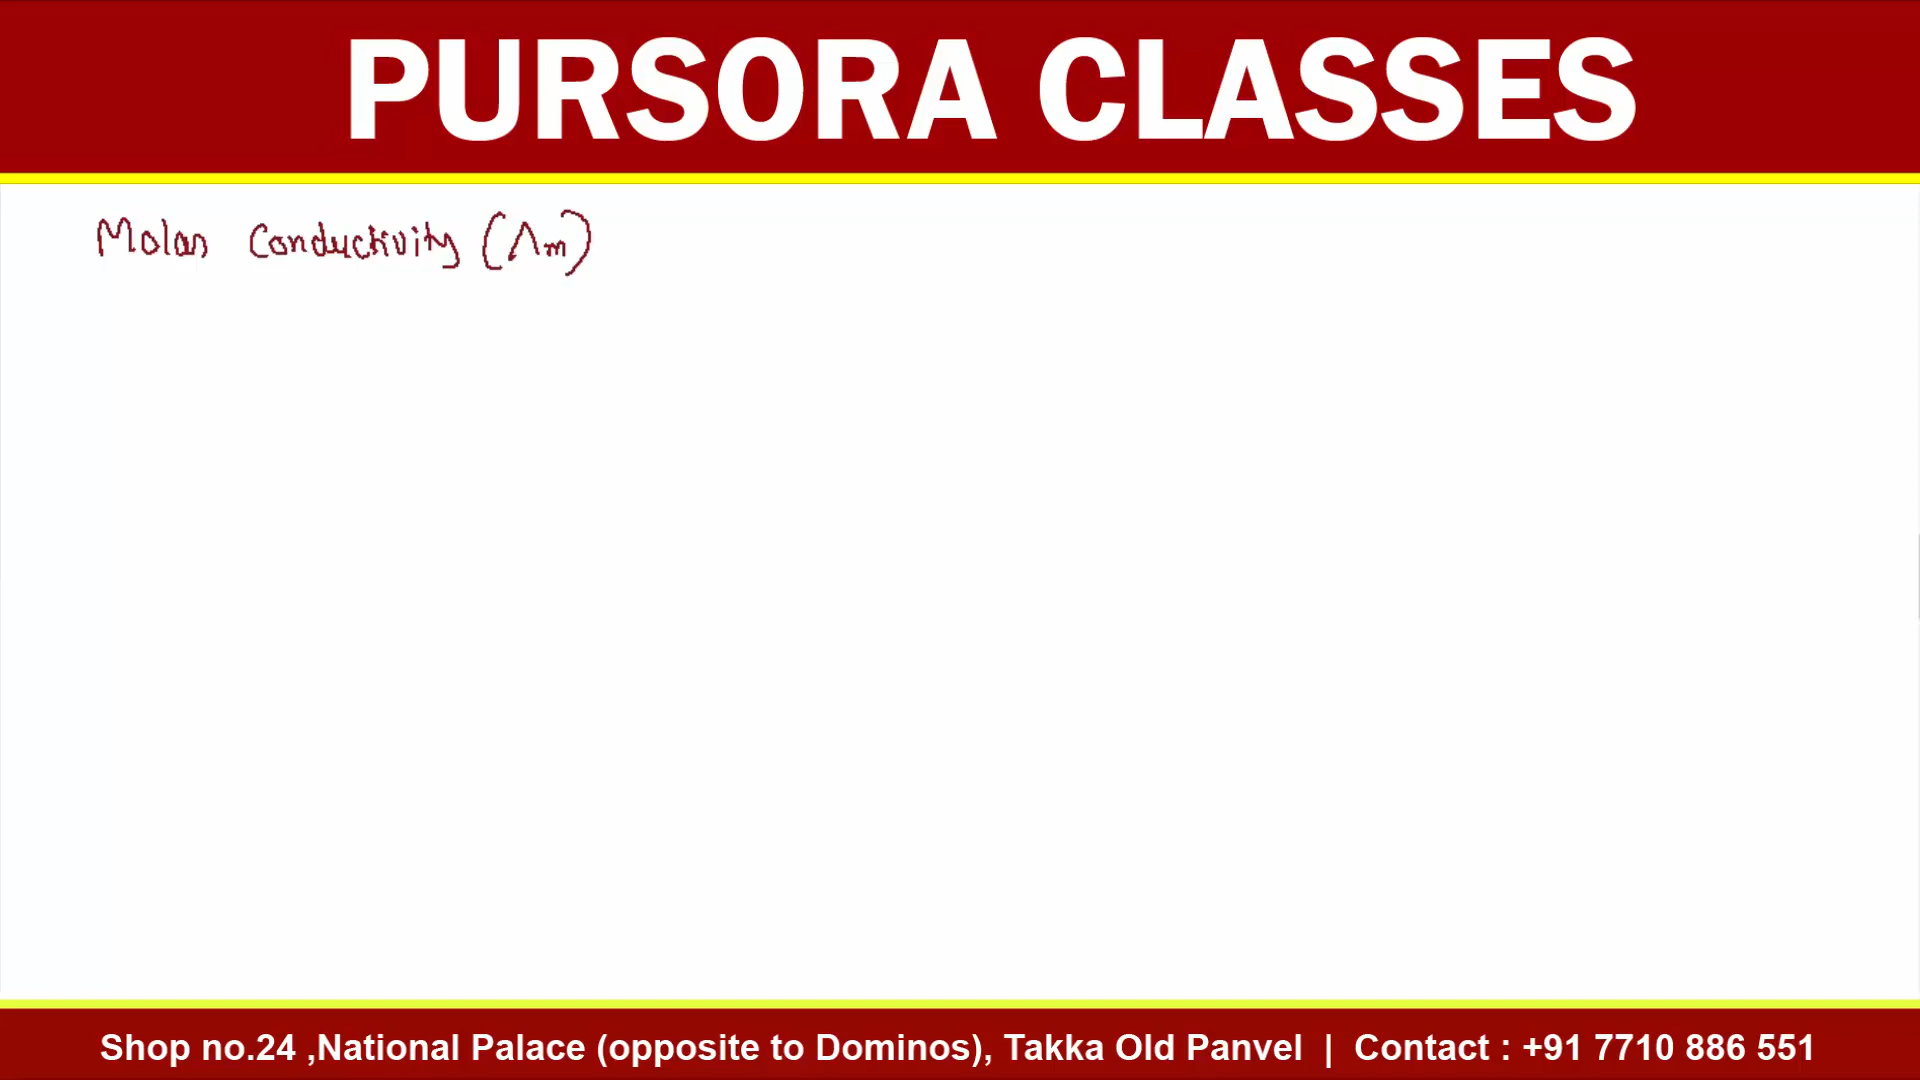 PURSORA CLASSES
Molar Conductivity (Λm)
Shop no.24 ,National Palace (opposite to Dominos), Takka Old Panvel | Contact : +91 7710 886 551